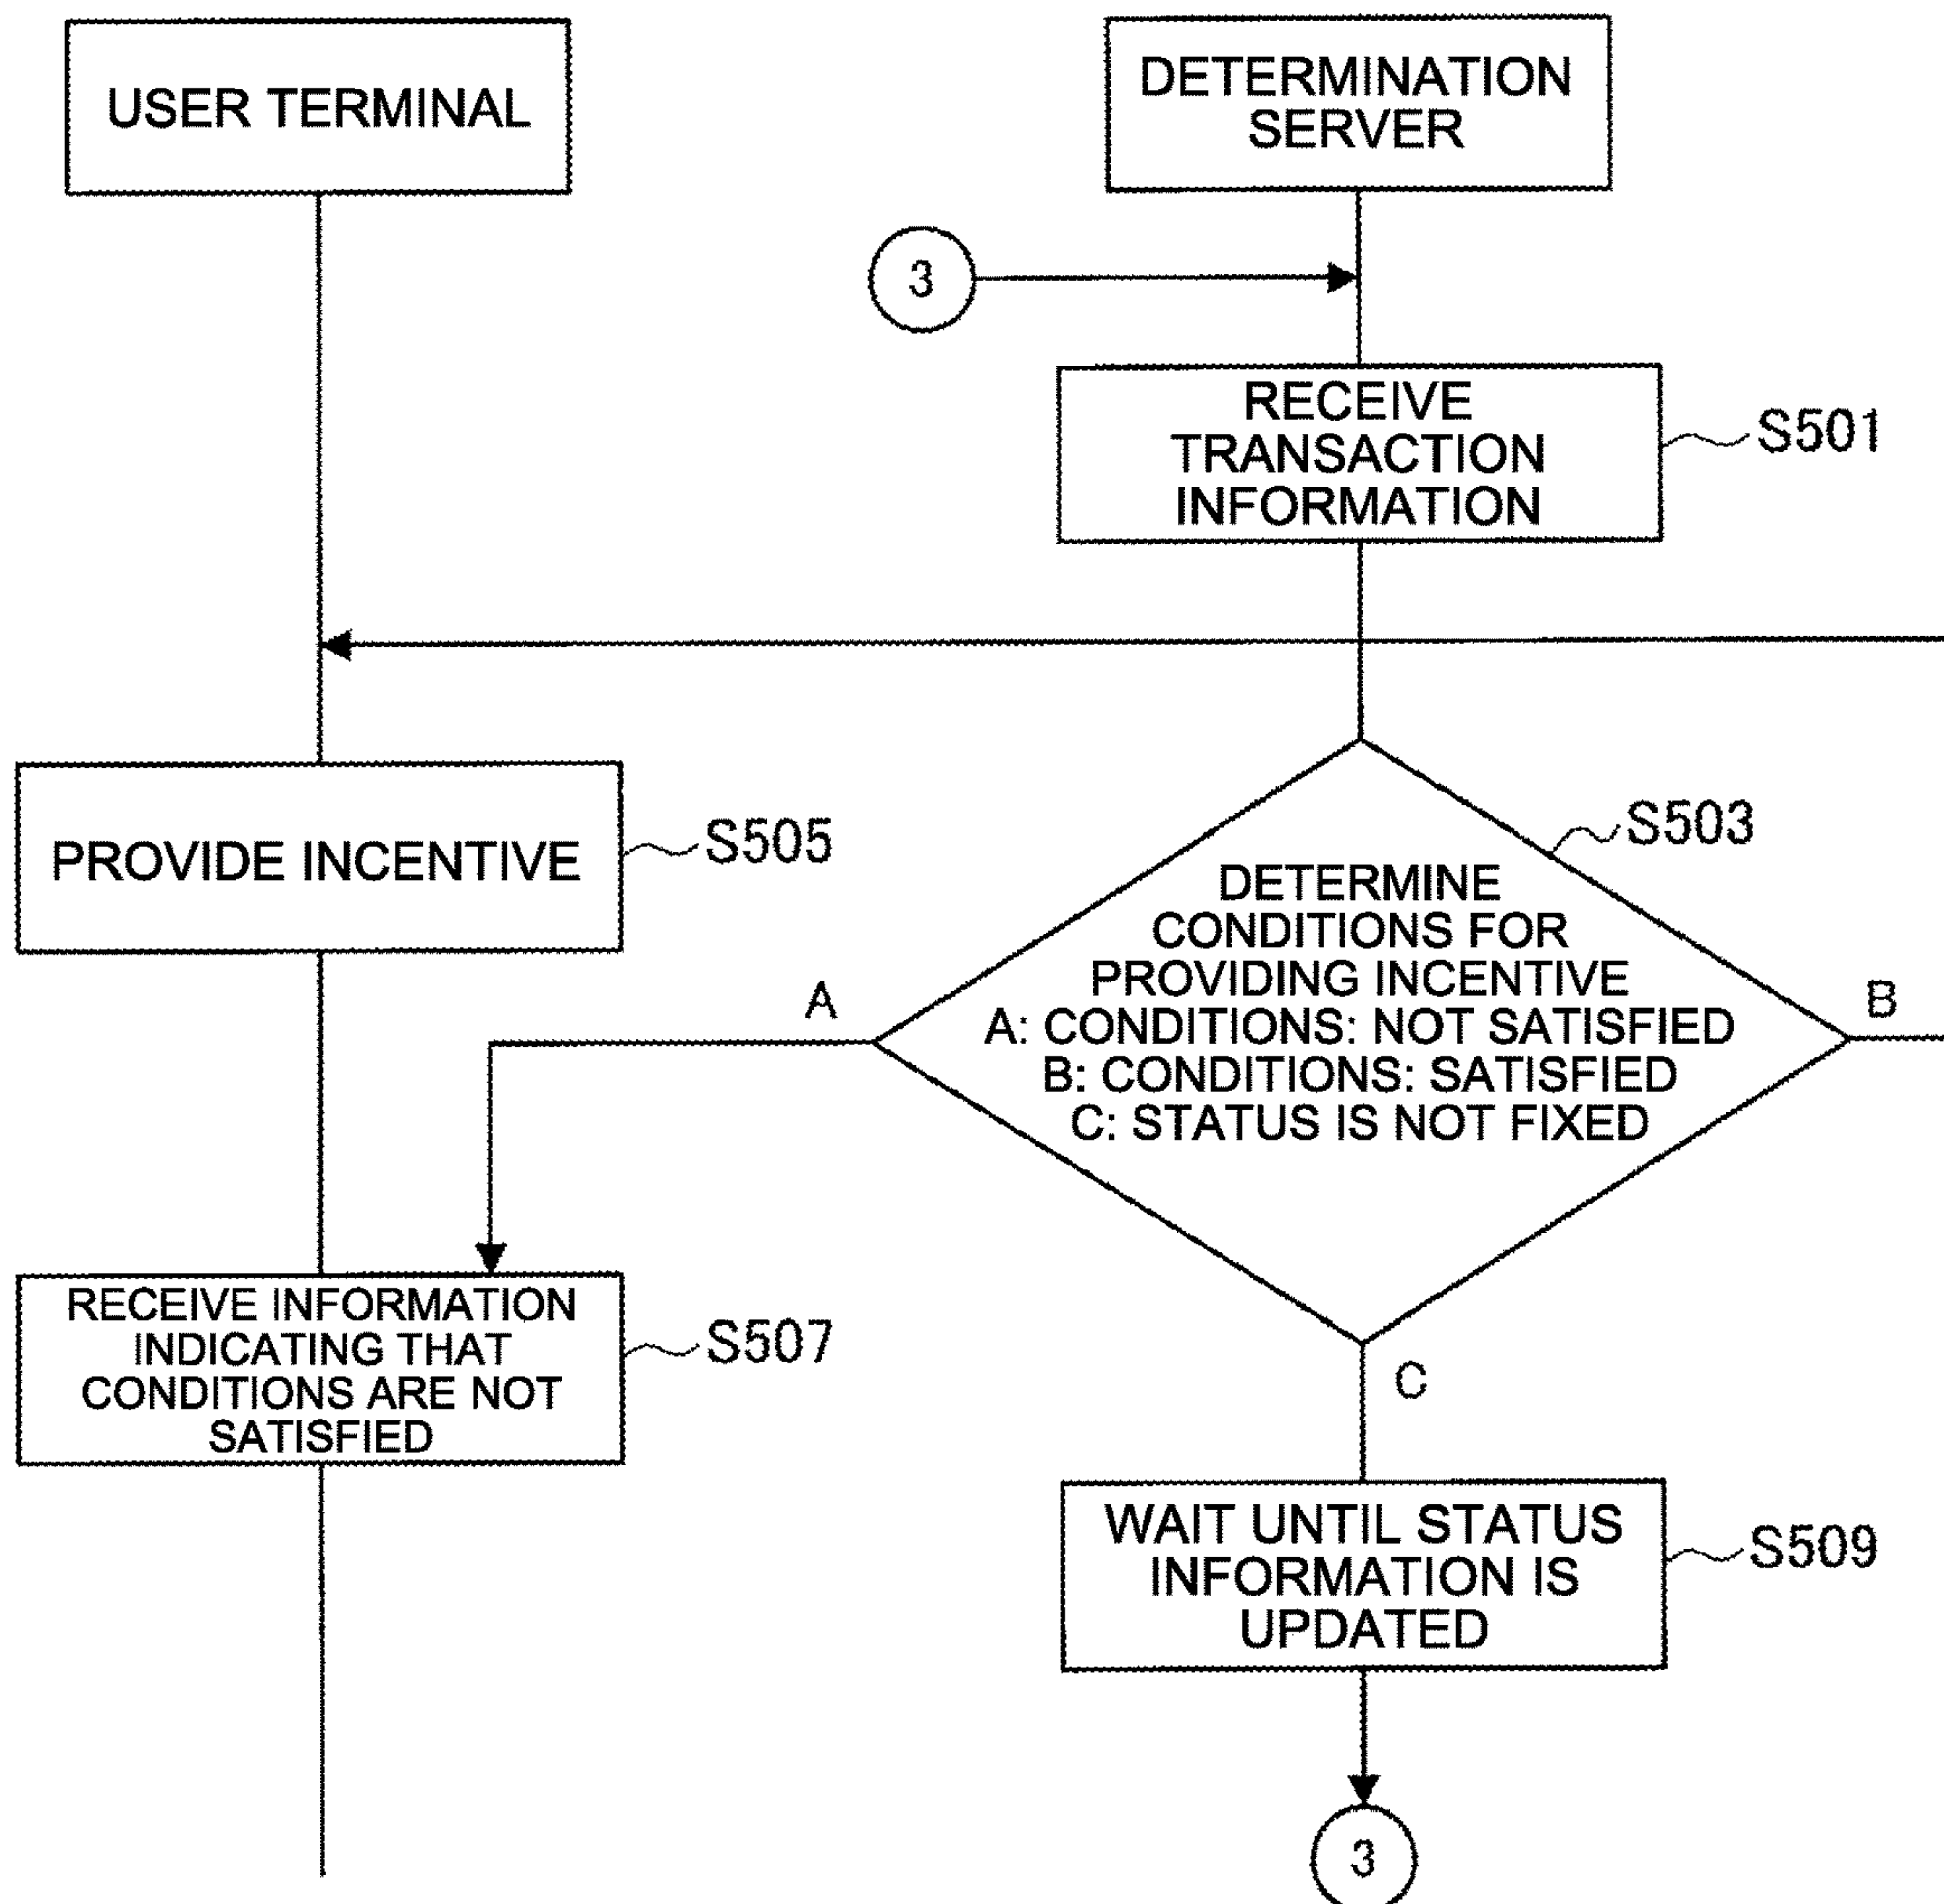 USER TERMINAL
DETERMINATION
SERVER
3
RECEIVE
TRANSACTION
INFORMATION
S501
PROVIDE INCENTIVE
S505
S503
DETERMINE
CONDITIONS FOR
PROVIDING INCENTIVE
A: CONDITIONS: NOT SATISFIED
B: CONDITIONS: SATISFIED
C: STATUS IS NOT FIXED
A
B
C
RECEIVE INFORMATION
INDICATING THAT
CONDITIONS ARE NOT
SATISFIED
S507
WAIT UNTIL STATUS
INFORMATION IS
UPDATED
S509
3